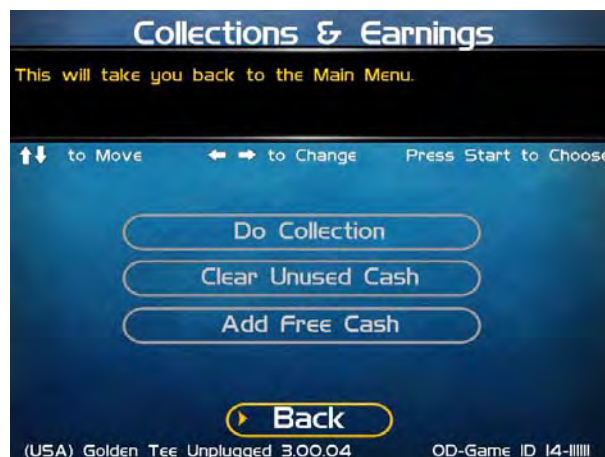 Collections & Earnings
This will take you back to the Main Menu.
to Move to Change Press Start to Choose
Do Collection
Clear Unused Cash
Add Free Cash
Back
(USA) Golden Tee Unplugged 3.00.04 OD-Game ID 14-111111